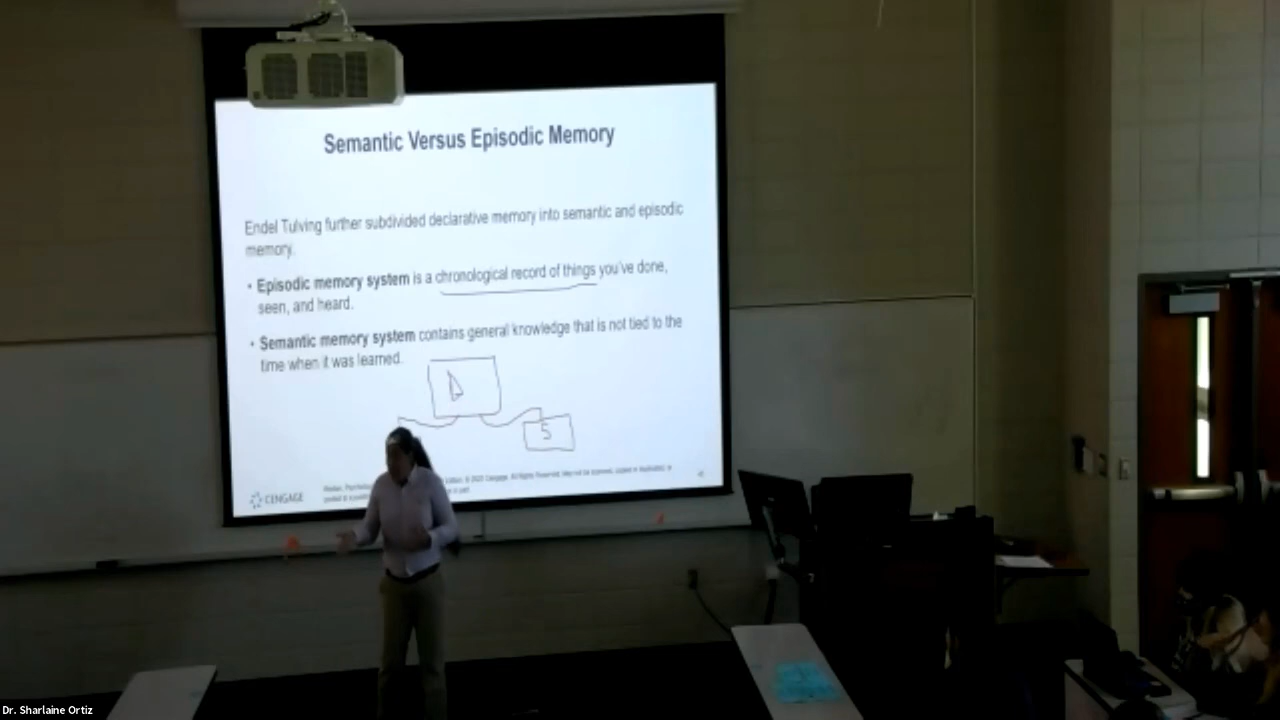 Semantic Versus Episodic Memory
Endel Tulving further subdivided declarative memory into semantic and episodic
memory.
• Episodic memory system is a chronological record of things you've done,
seen, and heard.
• Semantic memory system contains general knowledge that is not tied to the
time when it was learned.
D
S
CENGAGE
Dr. Sharlaine Ortiz